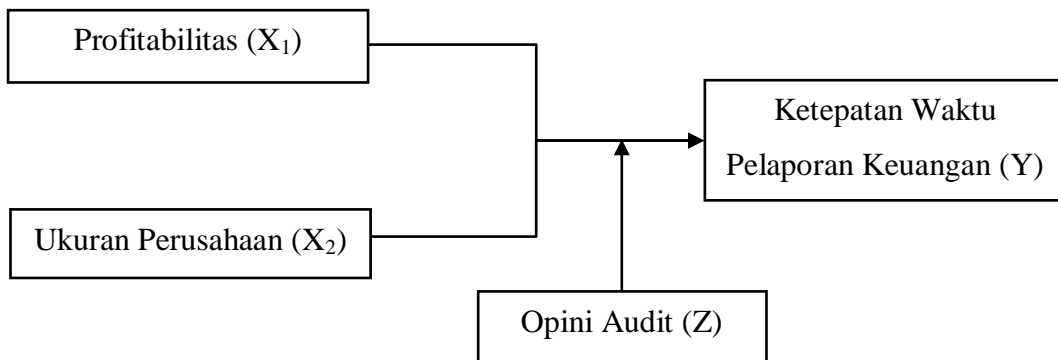 Profitabilitas (X₁)
Ketepatan Waktu
Pelaporan Keuangan (Y)
Ukuran Perusahaan (X₂)
Opini Audit (Z)